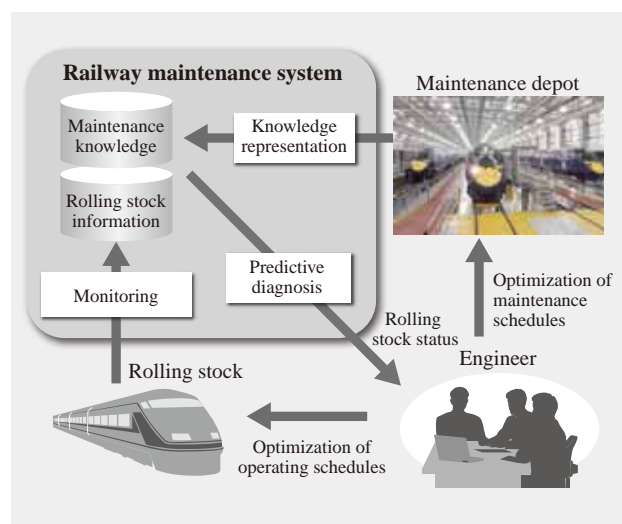 Railway maintenance system
Maintenance depot
Maintenance
knowledge
Knowledge
representation
Rolling stock
information
Predictive
diagnosis
Monitoring
Optimization of
maintenance
schedules
Rolling
stock status
Engineer
Rolling stock
Optimization of
operating schedules